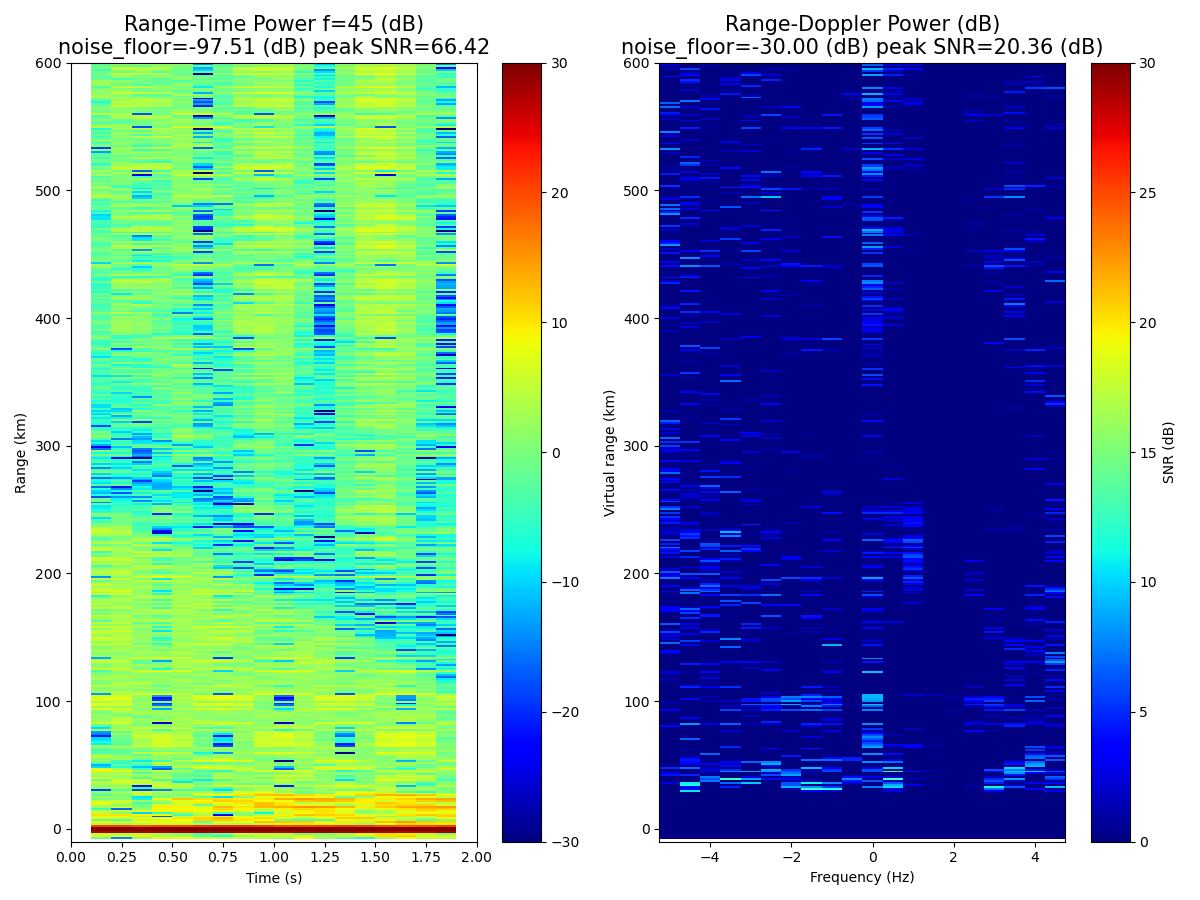 Range-Time Power f=45 (dB)
noise_floor=-97.51 (dB) peak SNR=66.42
600
500
400
300
200
100
0
Range (km)
0.00 0.25 0.50 0.75 1.00 1.25 1.50 1.75 2.00
Time (s)
30
20
10
0
−10
−20
−30
Range-Doppler Power (dB)
noise_floor=-30.00 (dB) peak SNR=20.36 (dB)
600
500
400
300
200
100
0
Virtual range (km)
−4 −2 0 2 4
Frequency (Hz)
30
25
20
15
10
5
0
SNR (dB)